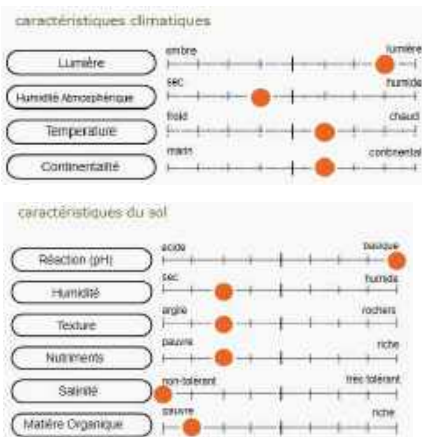 caractéristiques climatiques
ombre lumière
Lumière
sec humide
Humidité Atmosphérique
froid chaud
Température
marin continental
Continentalité
caractéristiques du sol
acide basique
Réaction (pH)
sec humide
Humidité
argile rochers
Texture
pauvre riche
Nutriments
non-tolérant très tolérant
Salinité
pauvre riche
Matière Organique